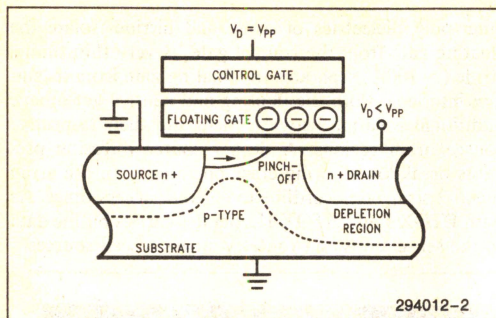 V_D = V_PP
CONTROL GATE
FLOATING GATE ⊖ ⊖ ⊖
V_D < V_PP
SOURCE n+
PINCH-
OFF
n+ DRAIN
p-TYPE
DEPLETION
REGION
SUBSTRATE
294012-2